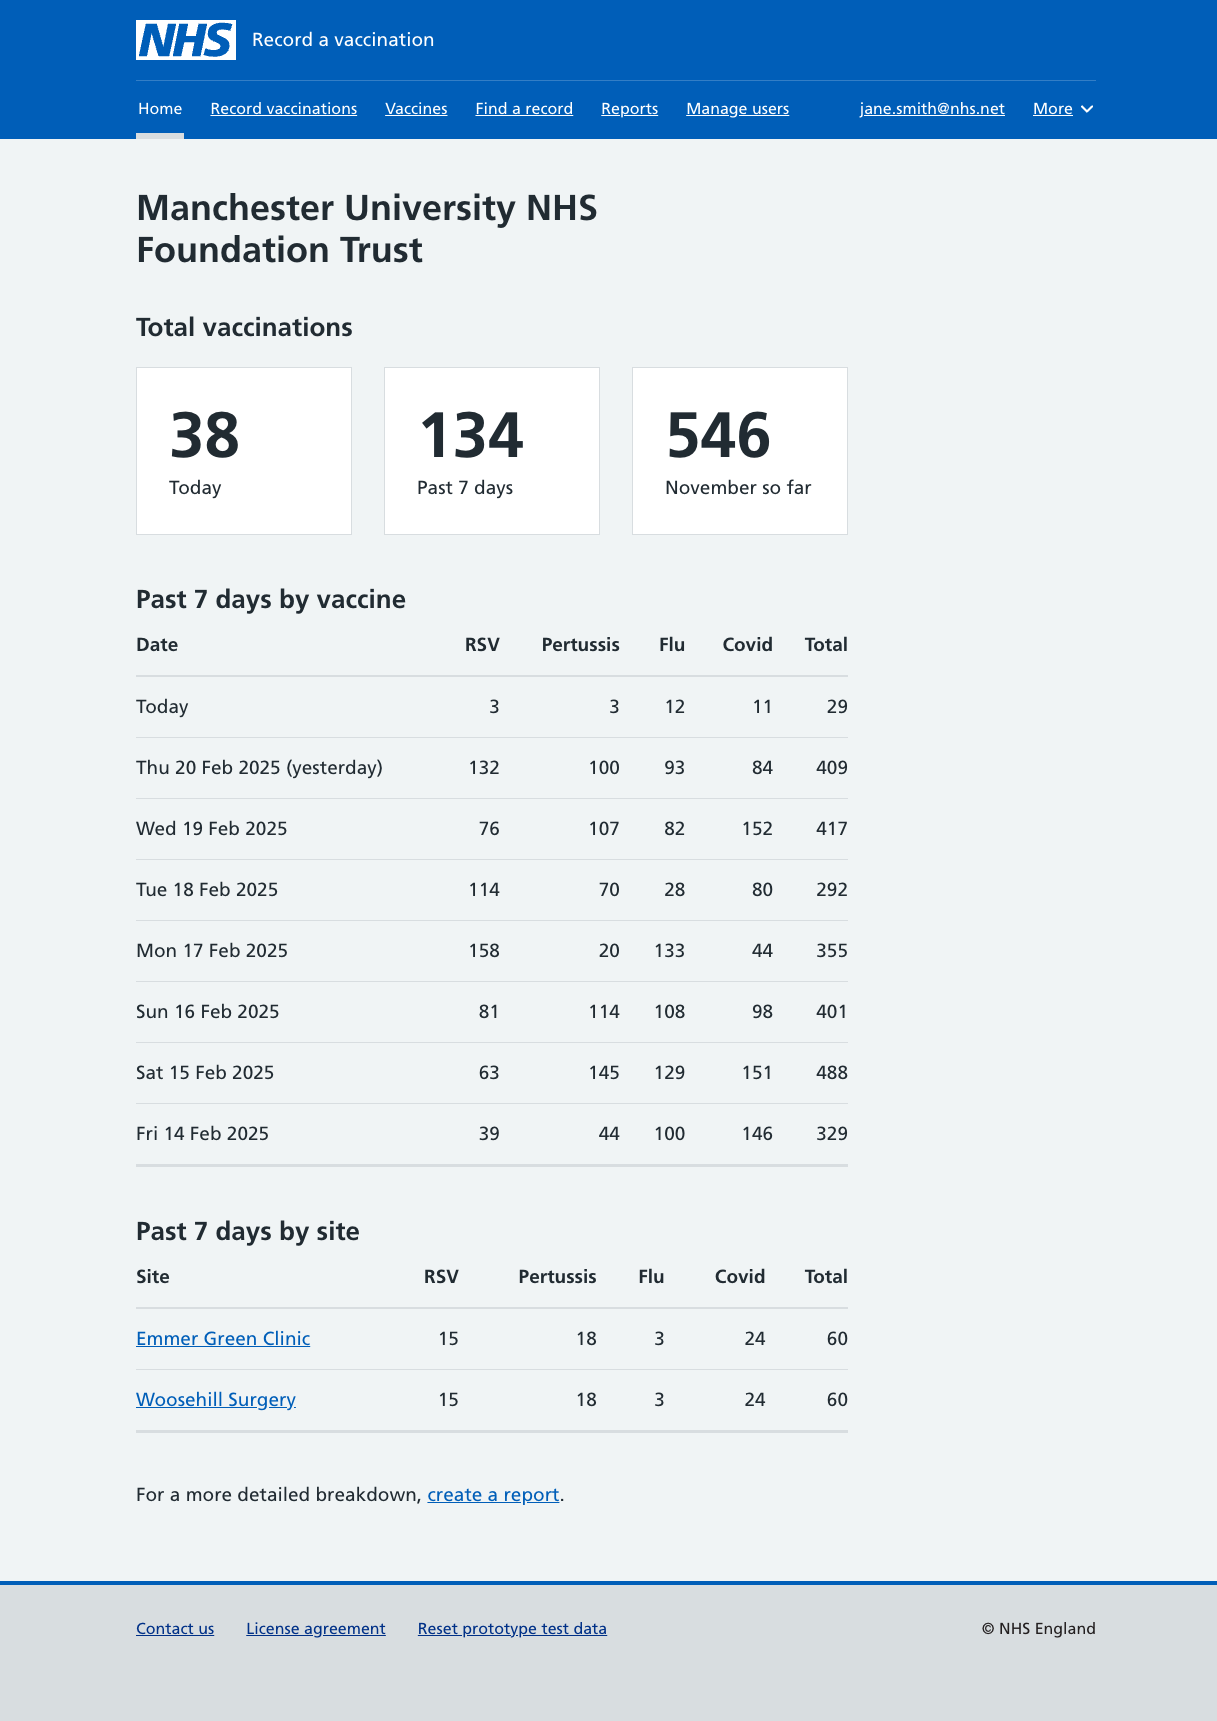 NHS Record a vaccination
Home Record vaccinations Vaccines Find a record Reports Manage users jane.smith@nhs.net More
Manchester University NHS
Foundation Trust
Total vaccinations
38 134 546
Today Past 7 days November so far
Past 7 days by vaccine
Date RSV Pertussis Flu Covid Total
Today 3 3 12 11 29
Thu 20 Feb 2025 (yesterday) 132 100 93 84 409
Wed 19 Feb 2025 76 107 82 152 417
Tue 18 Feb 2025 114 70 28 80 292
Mon 17 Feb 2025 158 20 133 44 355
Sun 16 Feb 2025 81 114 108 98 401
Sat 15 Feb 2025 63 145 129 151 488
Fri 14 Feb 2025 39 44 100 146 329
Past 7 days by site
Site RSV Pertussis Flu Covid Total
Emmer Green Clinic 15 18 3 24 60
Woosehill Surgery 15 18 3 24 60
For a more detailed breakdown, create a report.
Contact us License agreement Reset prototype test data © NHS England